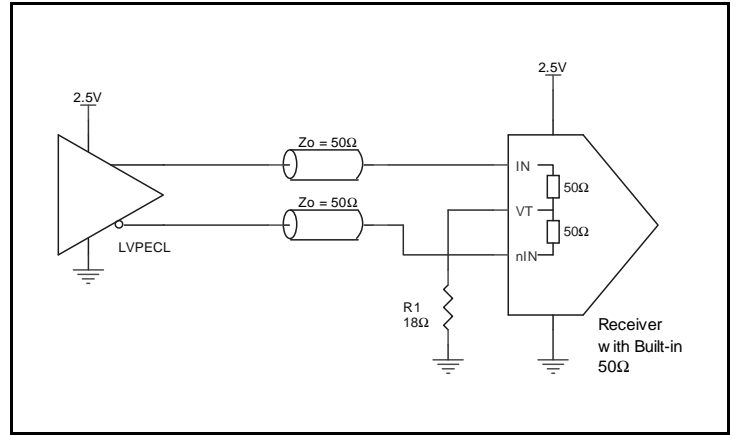 2.5V
2.5V
Zo = 50Ω
IN
50Ω
Zo = 50Ω
VT
50Ω
LVPECL
nIN
R1
18Ω
Receiver
with Built-in
50Ω